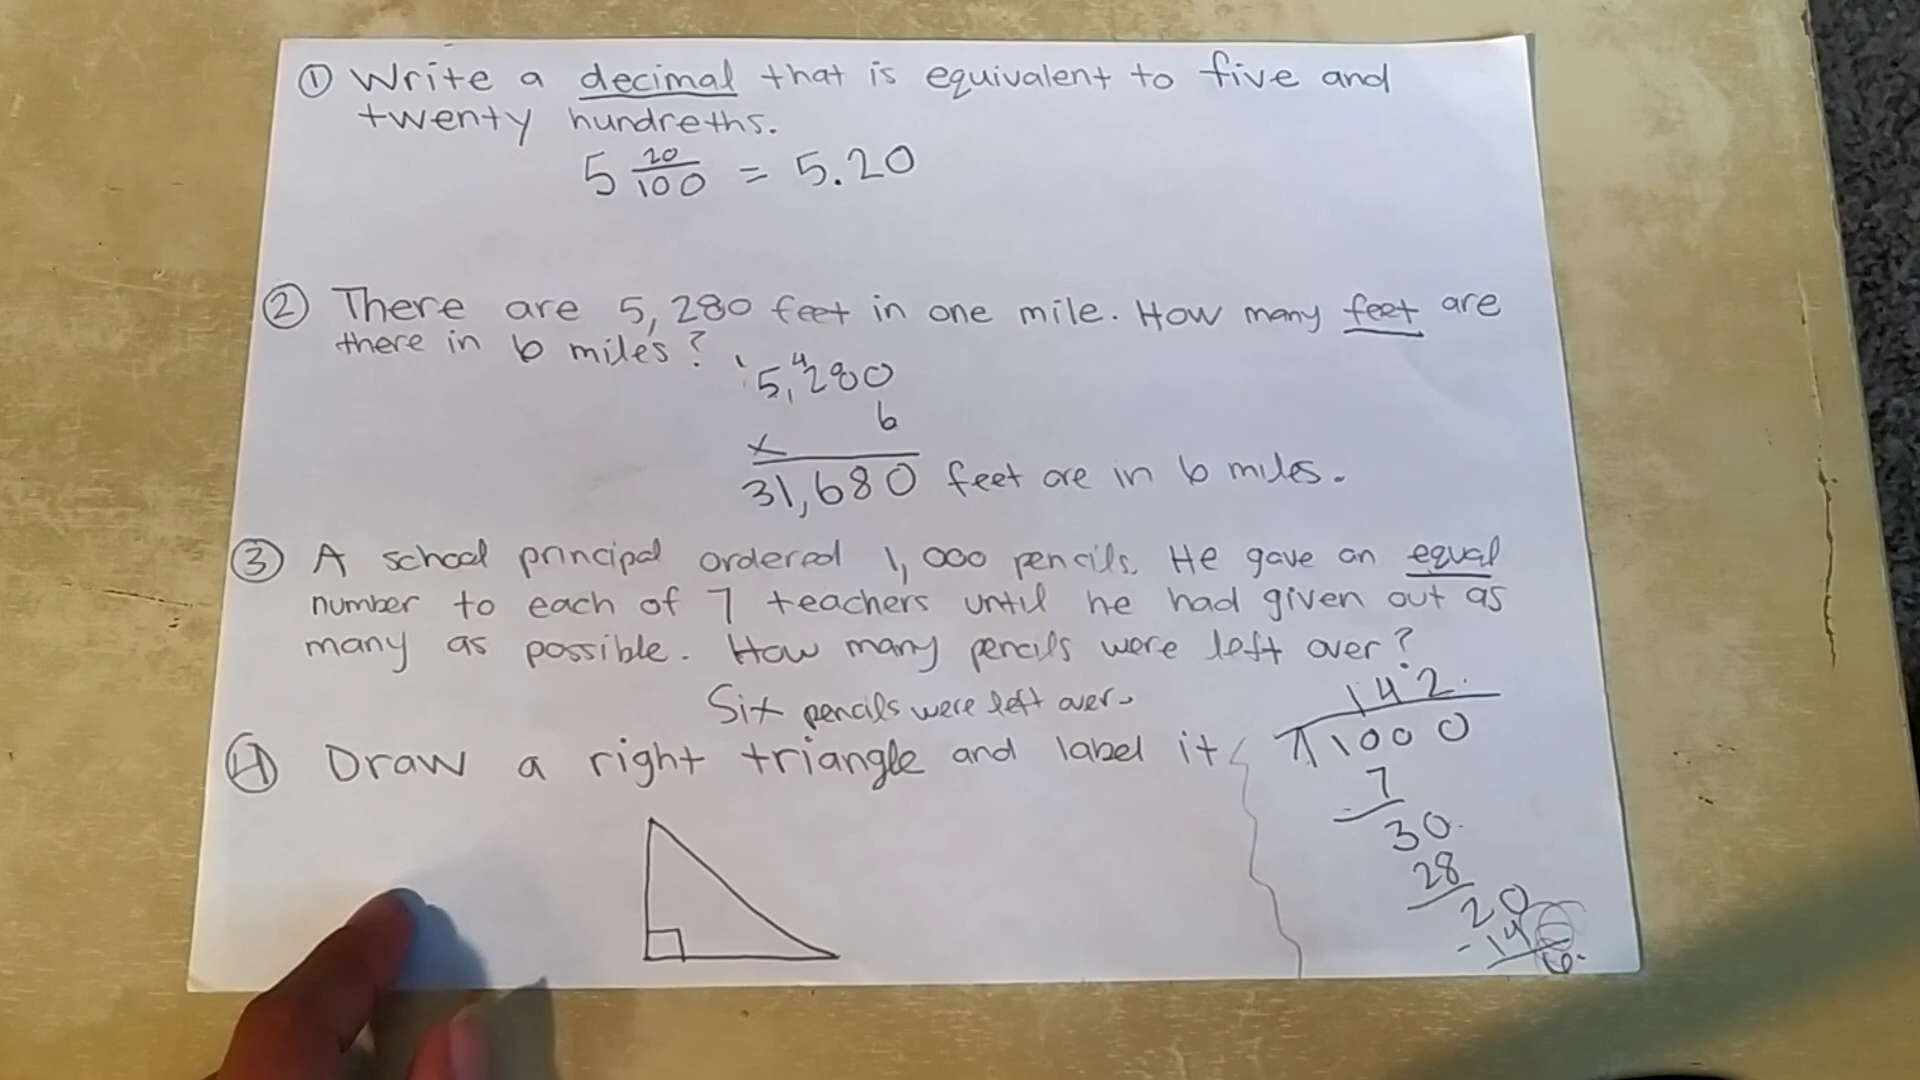 ① Write a decimal that is equivalent to five and
twenty hundreths.
5 20/100 = 5.20
② There are 5,280 feet in one mile. How many feet are
there in 6 miles?
1 4
5,280
6
x
31,680 feet are in 6 miles.
③ A school principal ordered 1,000 pencils. He gave an equal
number to each of 7 teachers until he had given out as
many as possible. How many pencils were left over?
Six pencils were left over.
④ Draw a right triangle and label it
142
7 1000
- 7
30
28
20
- 14
6